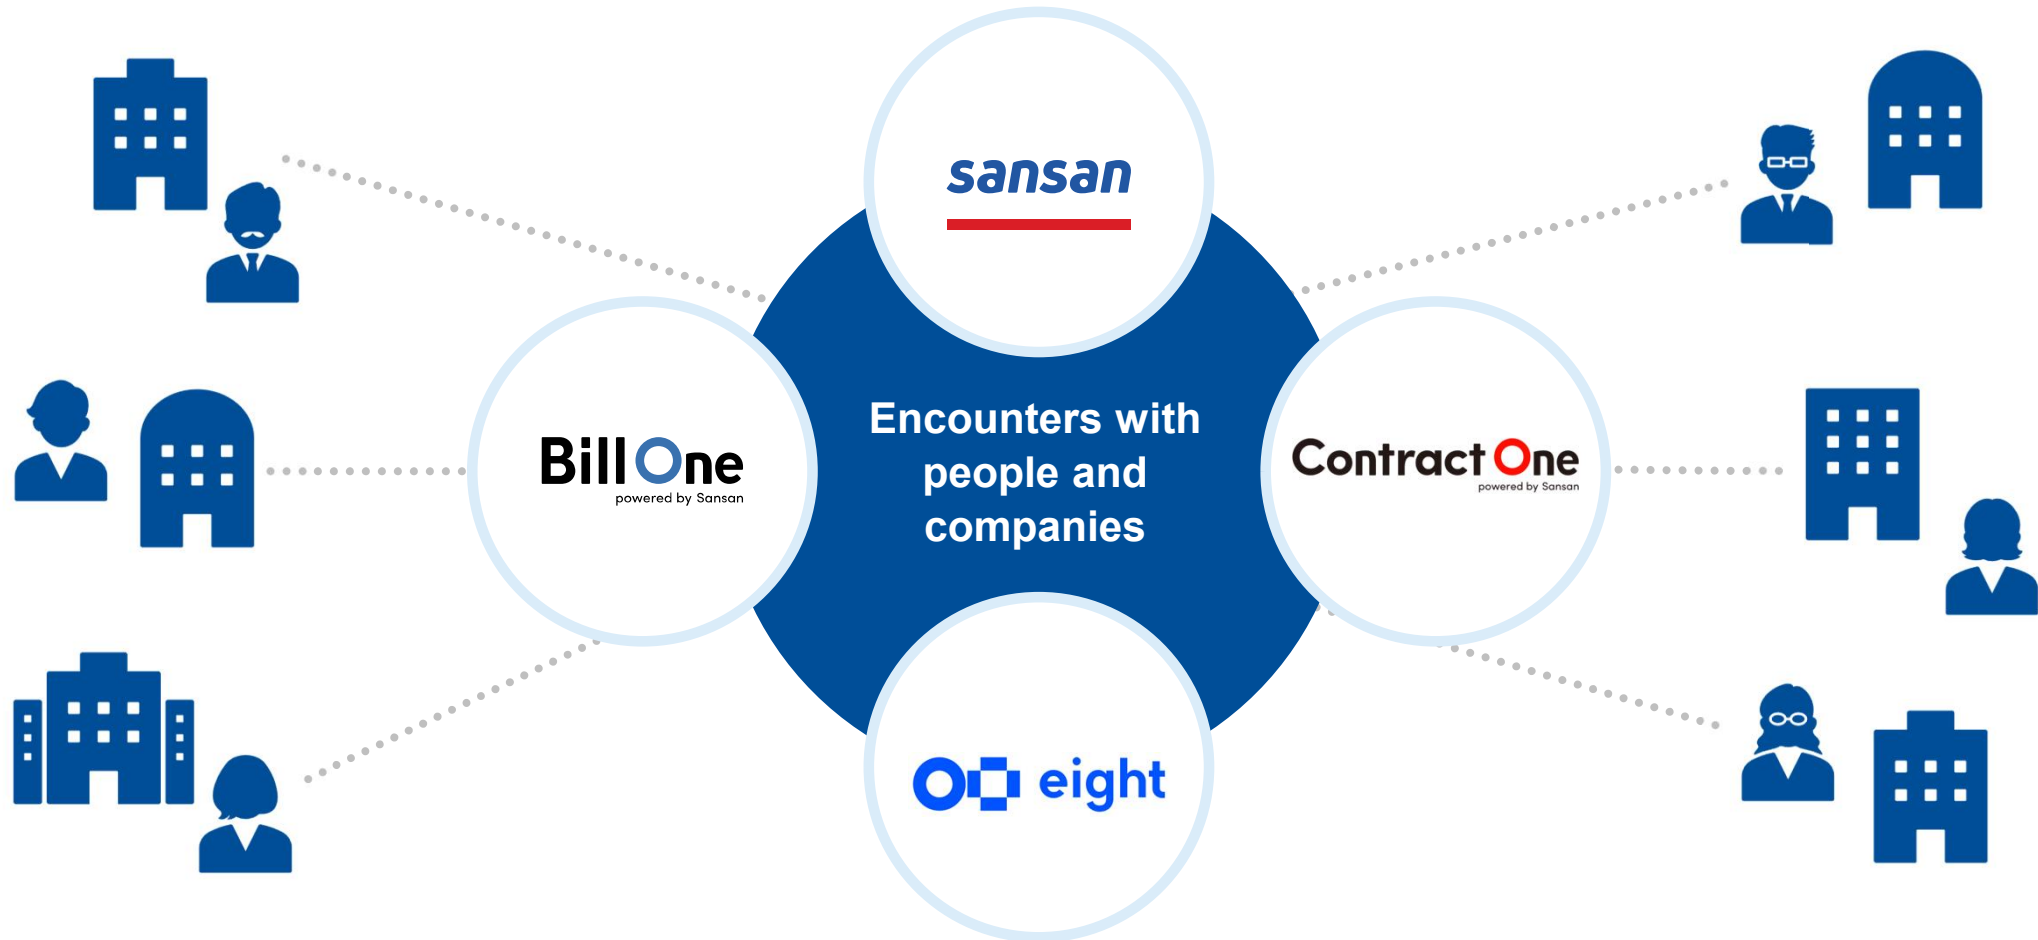 sansan
Bill One
powered by Sansan
Encounters with
people and
companies
Contract One
powered by Sansan
eight